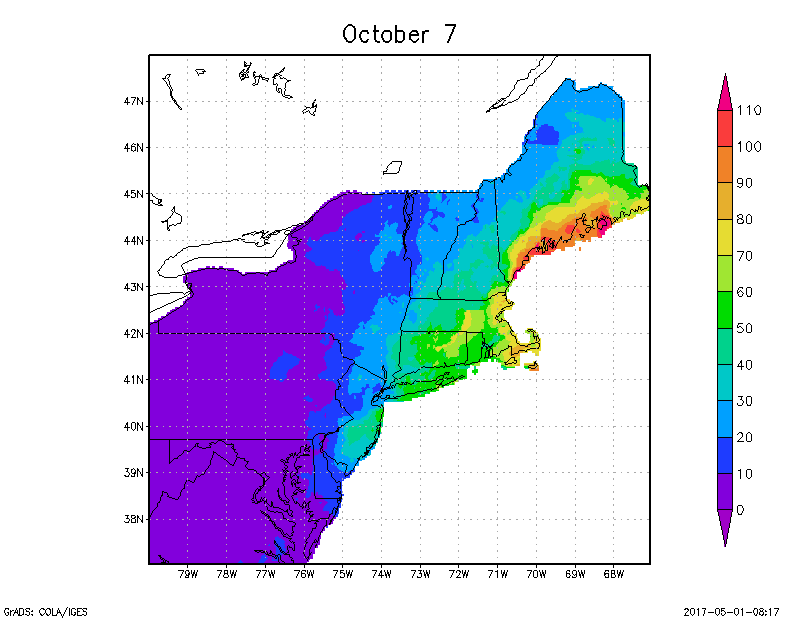 October 7
47N
46N
45N
44N
43N
42N
41N
40N
39N
38N
79W 78W 77W 76W 75W 74W 73W 72W 71W 70W 69W 68W
110
100
90
80
70
60
50
40
30
20
10
0
GrADS: COLA/IGES 2017-05-01-08:17